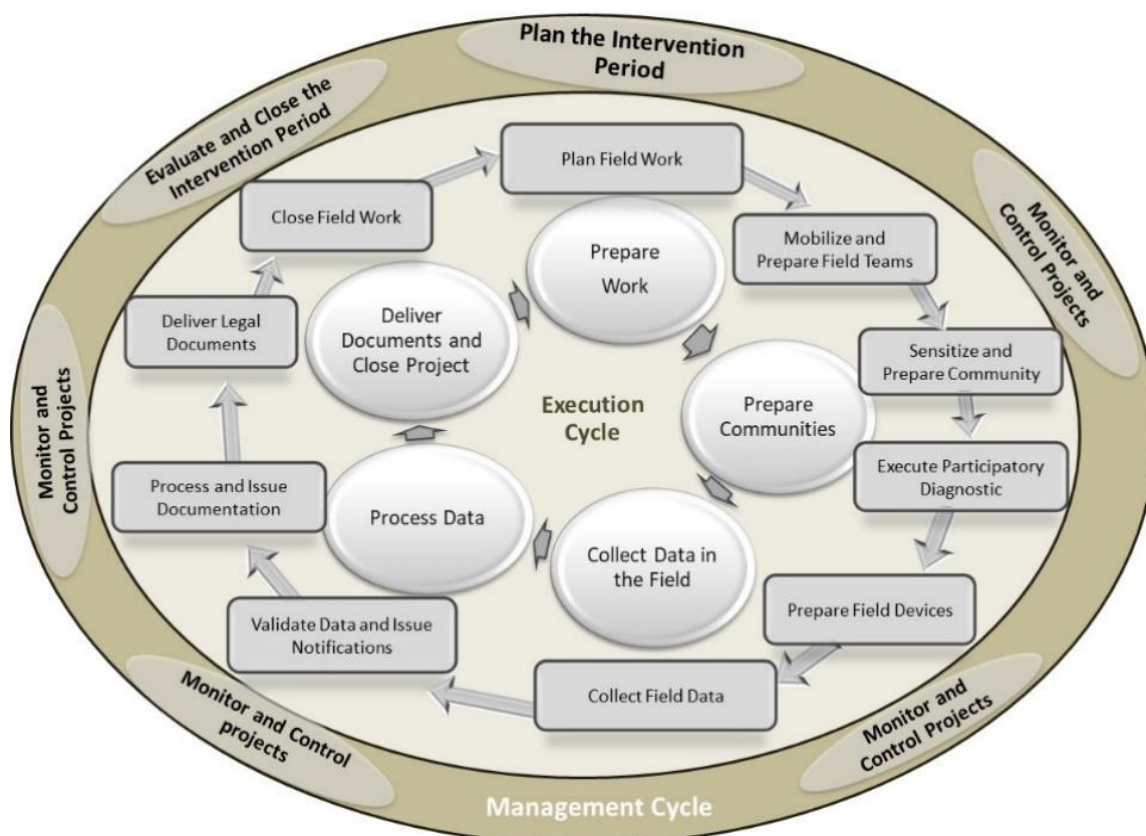 Plan the Intervention
Period
Evaluate and Close the
Intervention Period
Monitor and
Control Projects
Monitor and
Control Projects
Monitor and Control
projects
Monitor and
Control Projects
Management Cycle
Plan Field Work
Mobilize and
Prepare Field Teams
Sensitize and
Prepare Community
Execute Participatory
Diagnostic
Prepare Field Devices
Collect Field Data
Validate Data and Issue
Notifications
Process and Issue
Documentation
Deliver Legal
Documents
Close Field Work
Prepare
Work
Prepare
Communities
Collect Data in
the Field
Process Data
Deliver
Documents and
Close Project
Execution
Cycle